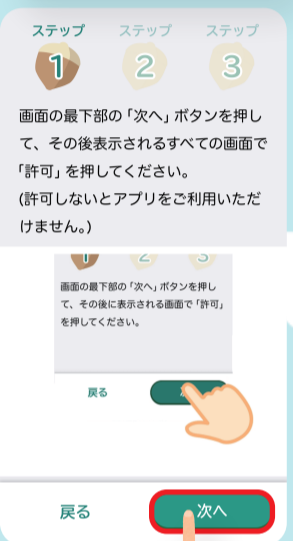 ステップ ステップ ステップ
1 2 3
画面の最下部の「次へ」ボタンを押し
て、その後表示されるすべての画面で
「許可」を押してください。
(許可しないとアプリをご利用いただ
けません。)
1 2 3
画面の最下部の「次へ」ボタンを押し
て、その後に表示される画面で「許可」
を押してください。
戻る
戻る 次へ